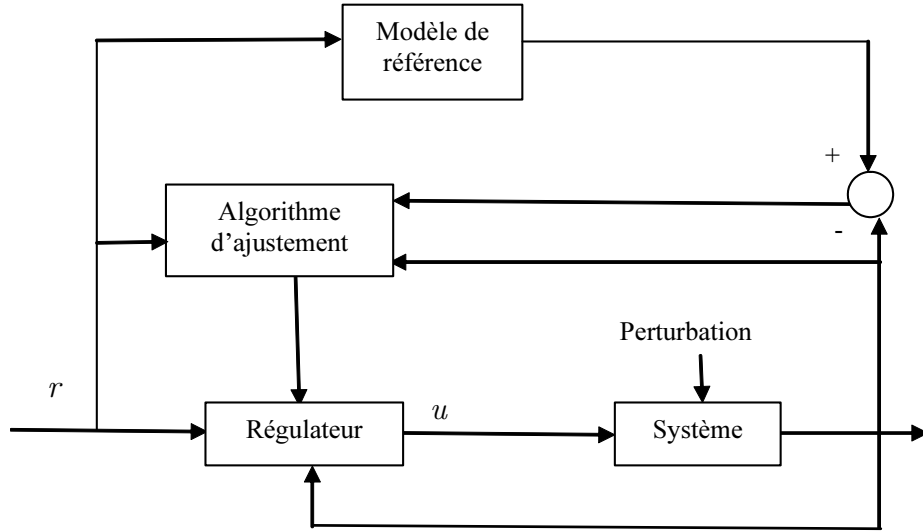 Modèle de
référence
+
Algorithme
d'ajustement
-
Perturbation
r
u
Régulateur
Système